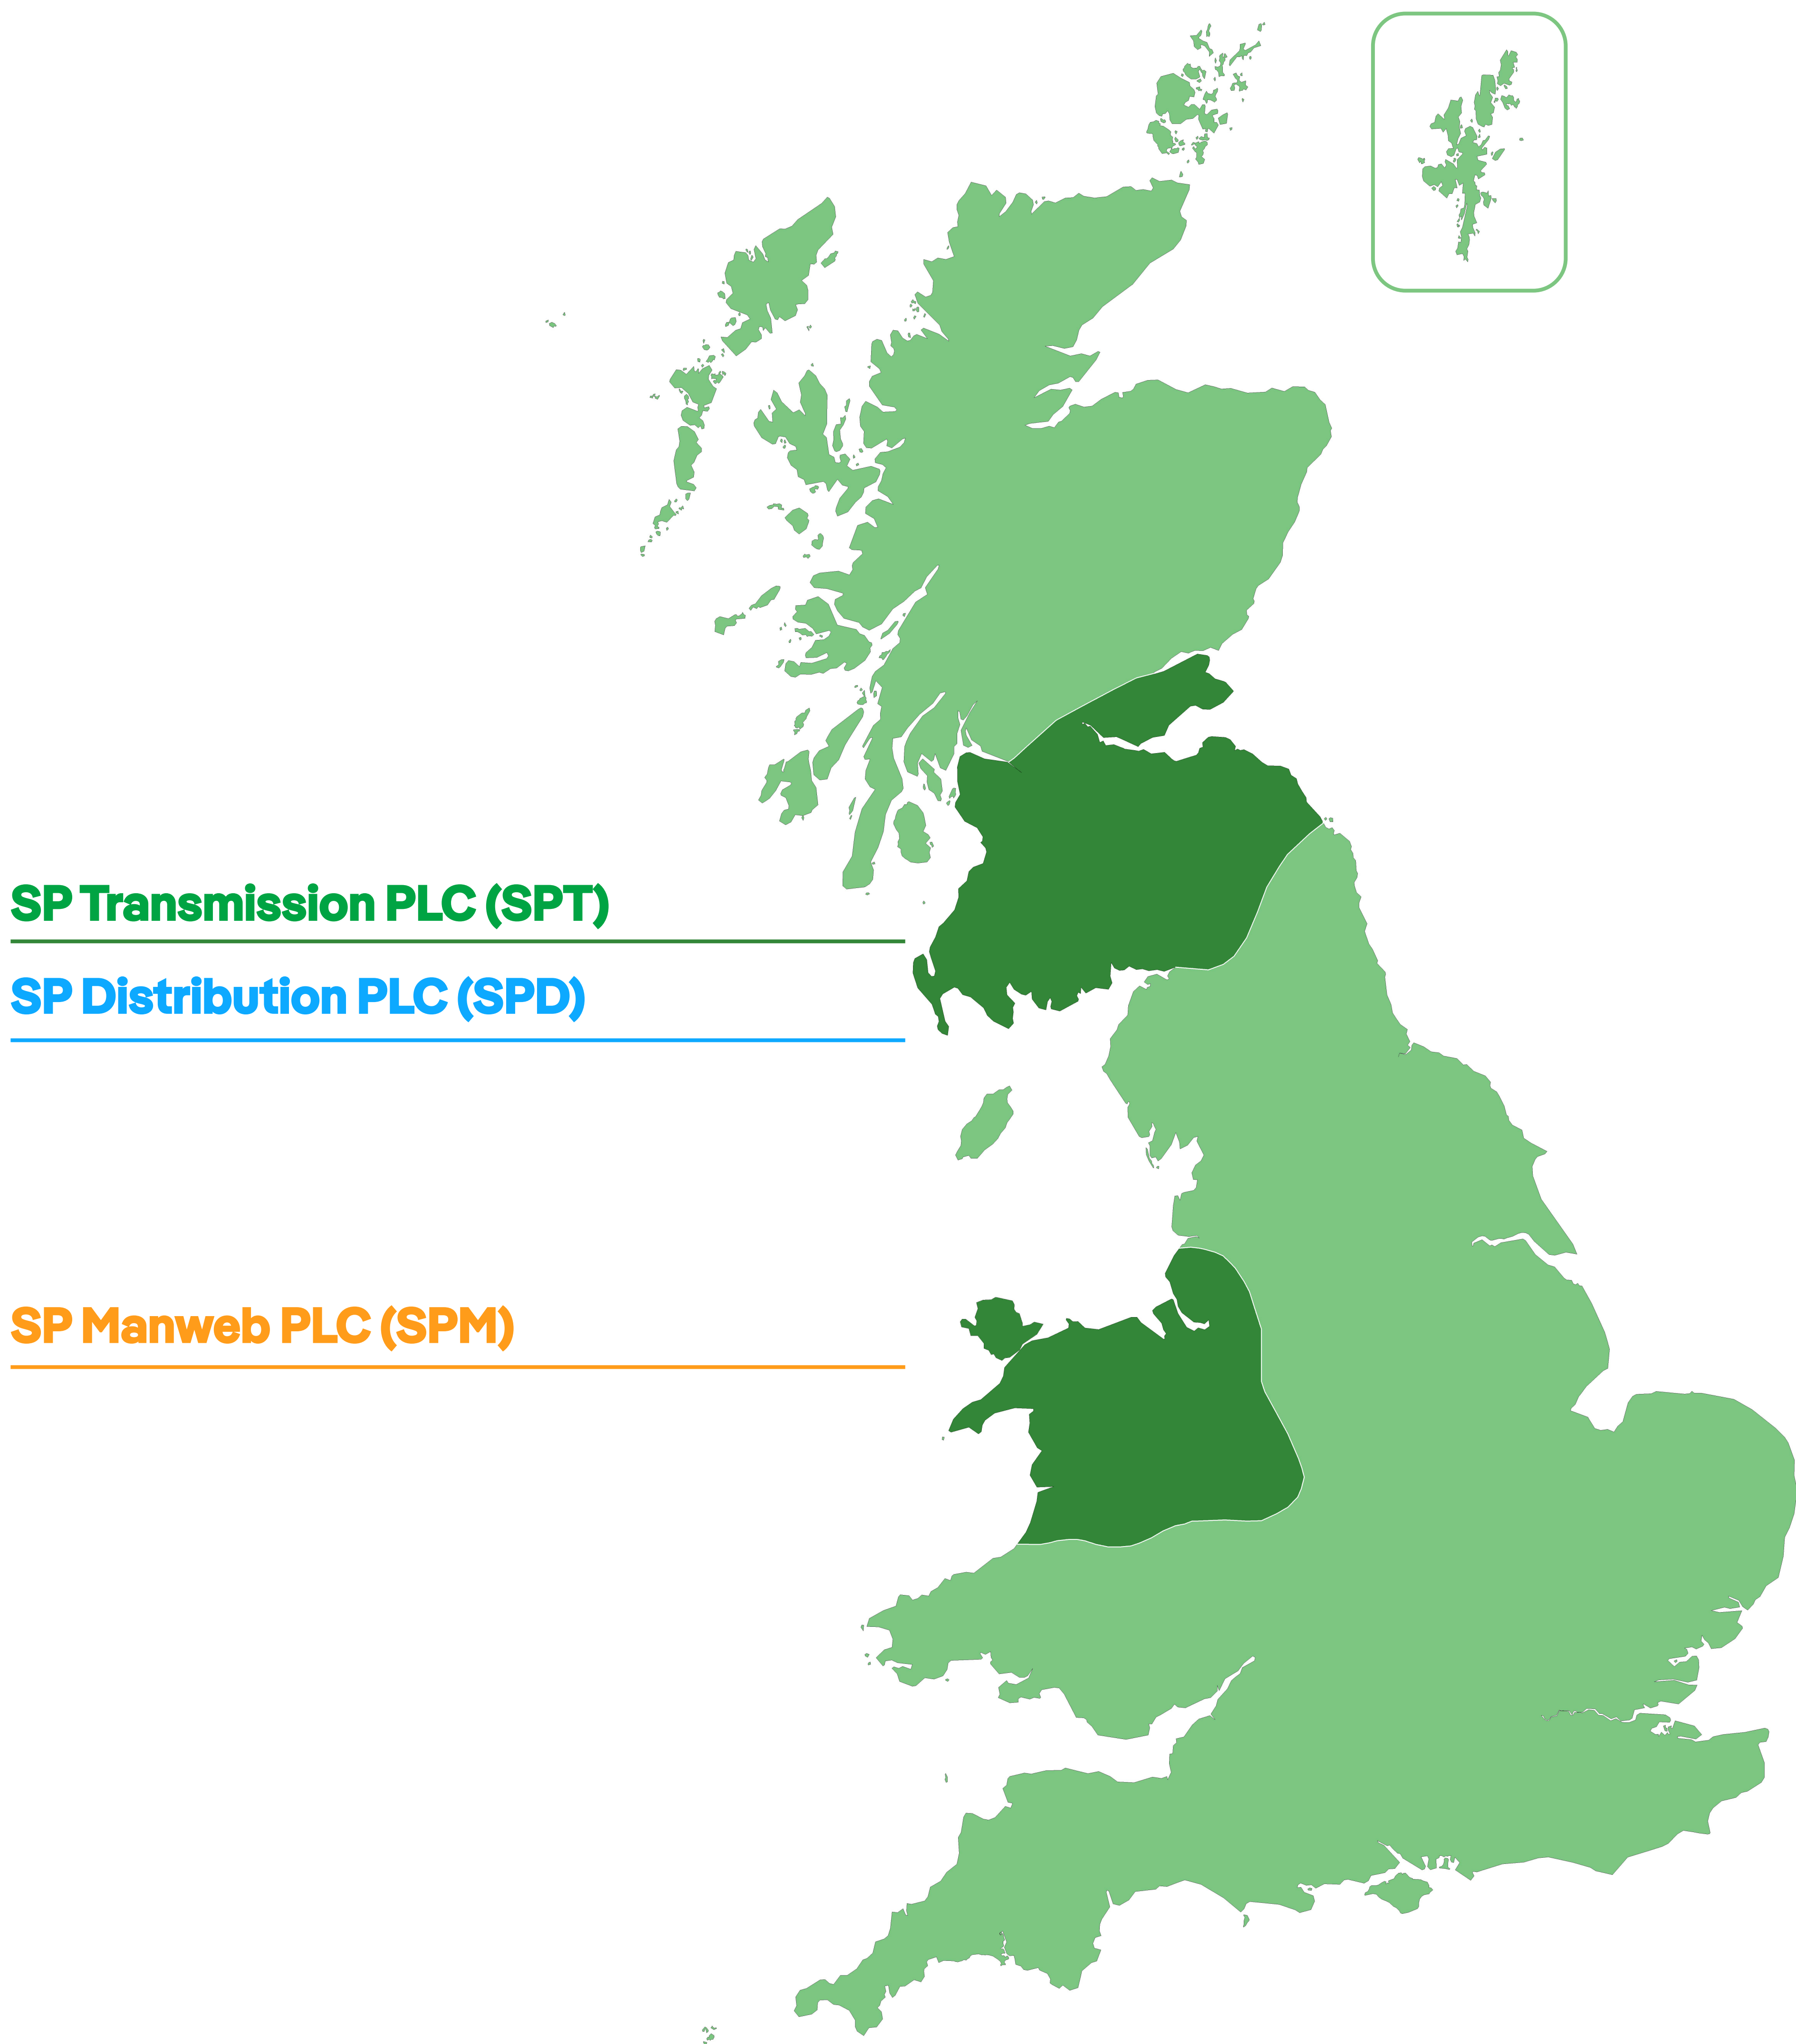 SP Transmission PLC (SPT)
SP Distribution PLC (SPD)
SP Manweb PLC (SPM)